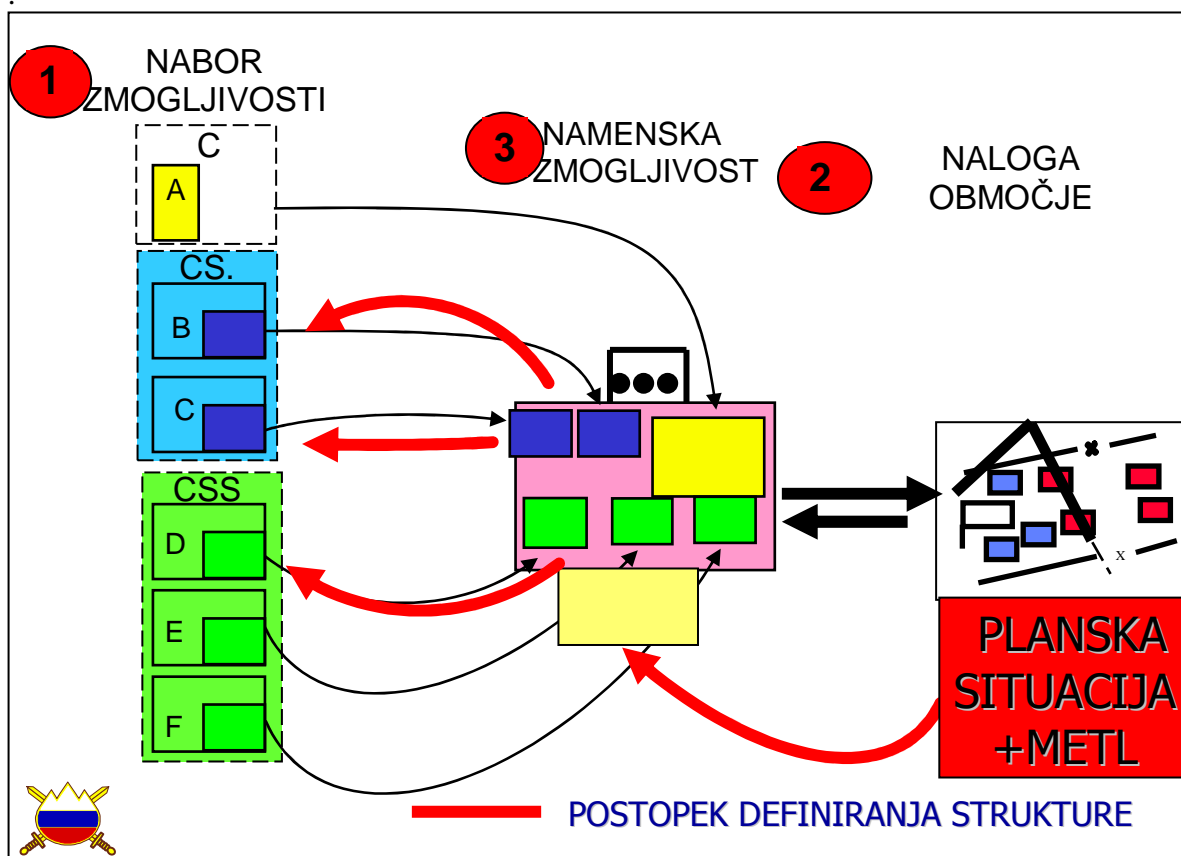 .
1
NABOR
ZMOGLJIVOSTI
C
A
CS.
B
C
CSS
D
E
F
3
NAMENSKA
ZMOGLJIVOST
2
NALOGA
OBMOČJE
x
PLANSKA
SITUACIJA
+METL
POSTOPEK DEFINIRANJA STRUKTURE